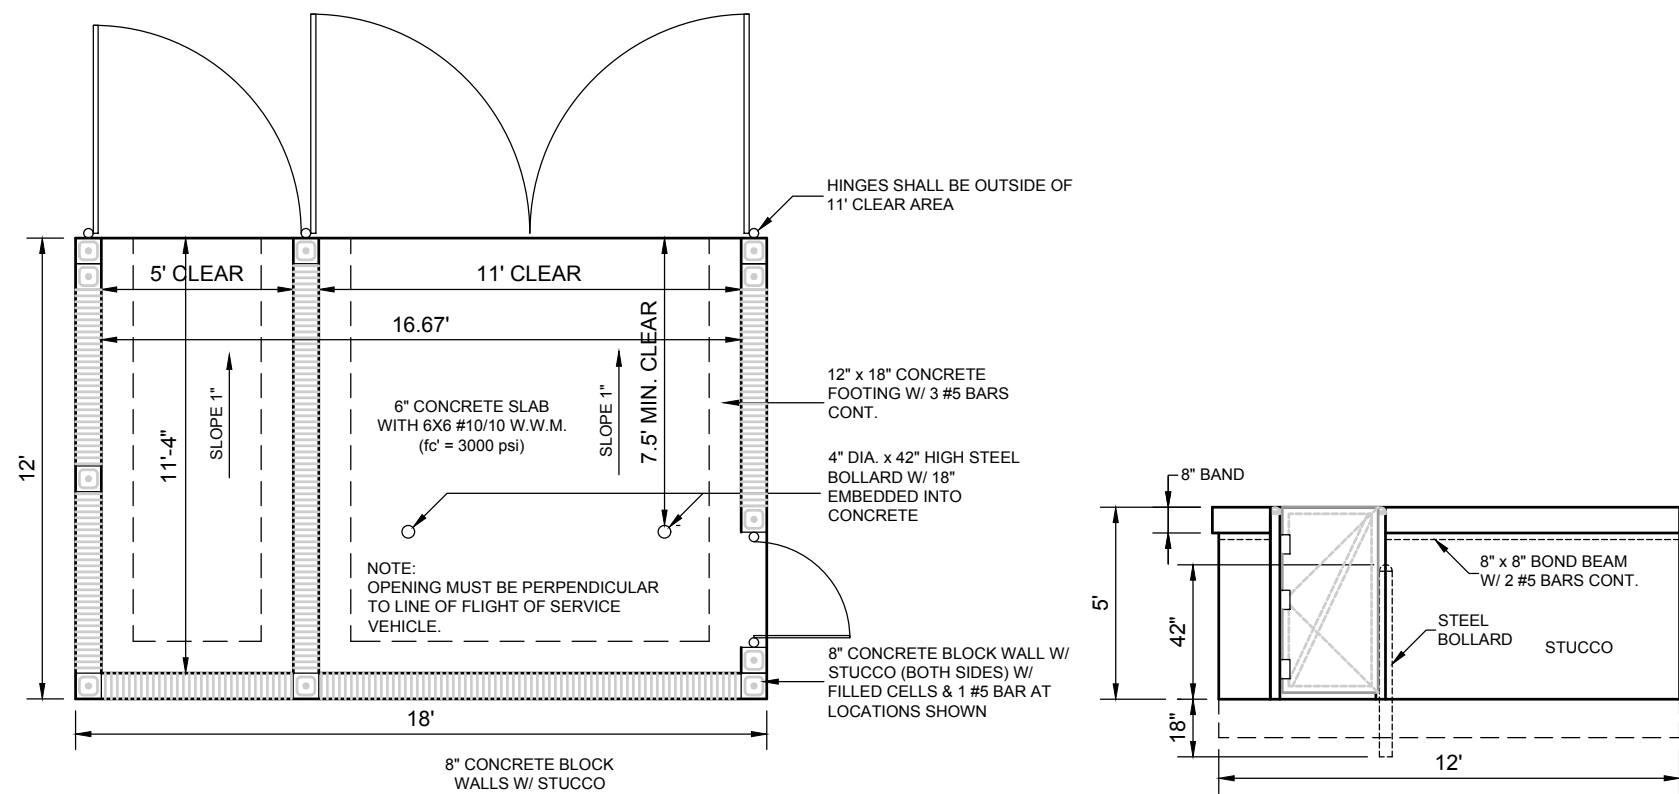 HINGES SHALL BE OUTSIDE OF
11' CLEAR AREA
5' CLEAR
11' CLEAR
16.67'
7.5' MIN. CLEAR
SLOPE 1"
SLOPE 1"
11'-4"
12'
6" CONCRETE SLAB
WITH 6X6 #10/10 W.W.M.
(fc' = 3000 psi)
12" x 18" CONCRETE
FOOTING W/ 3 #5 BARS
CONT.
4" DIA. x 42" HIGH STEEL
BOLLARD W/ 18"
EMBEDDED INTO
CONCRETE
NOTE:
OPENING MUST BE PERPENDICULAR
TO LINE OF FLIGHT OF SERVICE
VEHICLE.
8" CONCRETE BLOCK WALL W/
STUCCO (BOTH SIDES) W/
FILLED CELLS & 1 #5 BAR AT
LOCATIONS SHOWN
18'
8" CONCRETE BLOCK
WALLS W/ STUCCO
8" BAND
8" x 8" BOND BEAM
W/ 2 #5 BARS CONT.
5'
42"
STEEL
BOLLARD
STUCCO
18"
12'